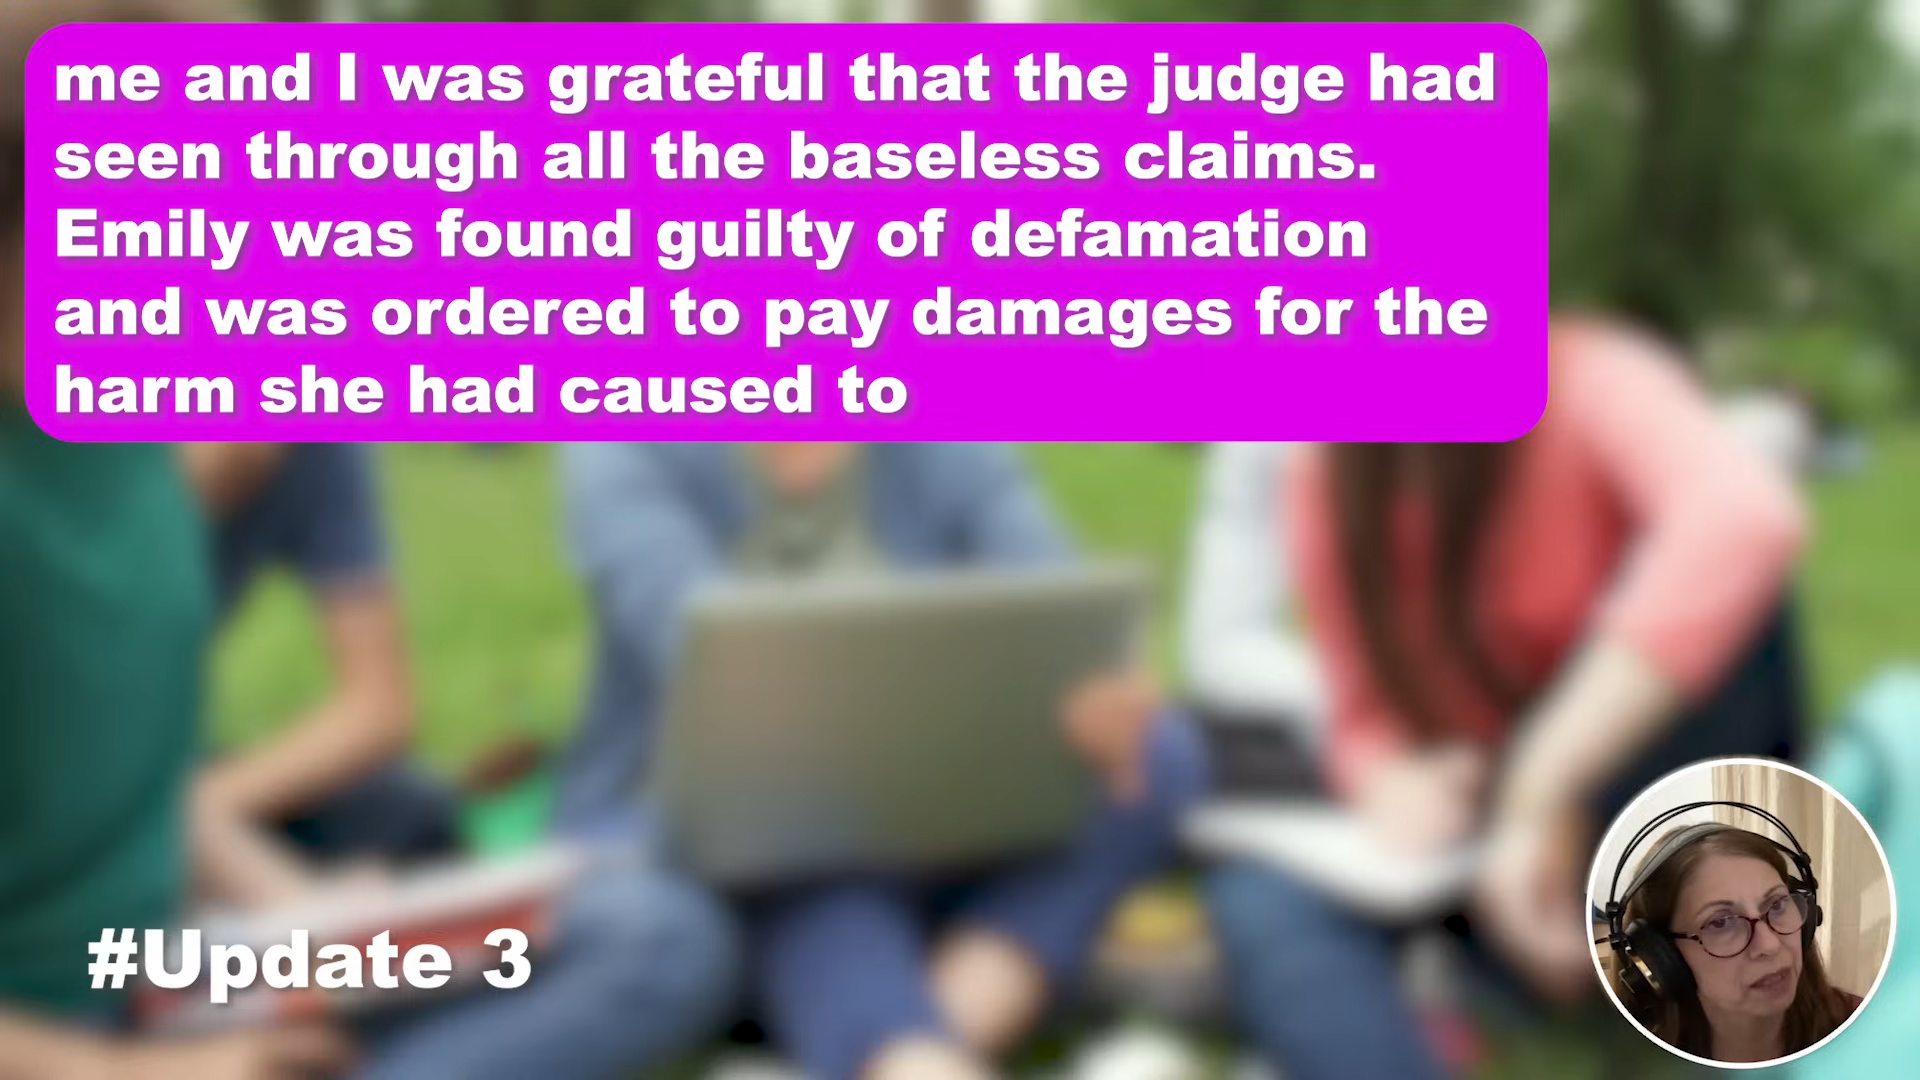 me and I was grateful that the judge had
seen through all the baseless claims.
Emily was found guilty of defamation
and was ordered to pay damages for the
harm she had caused to
#Update 3